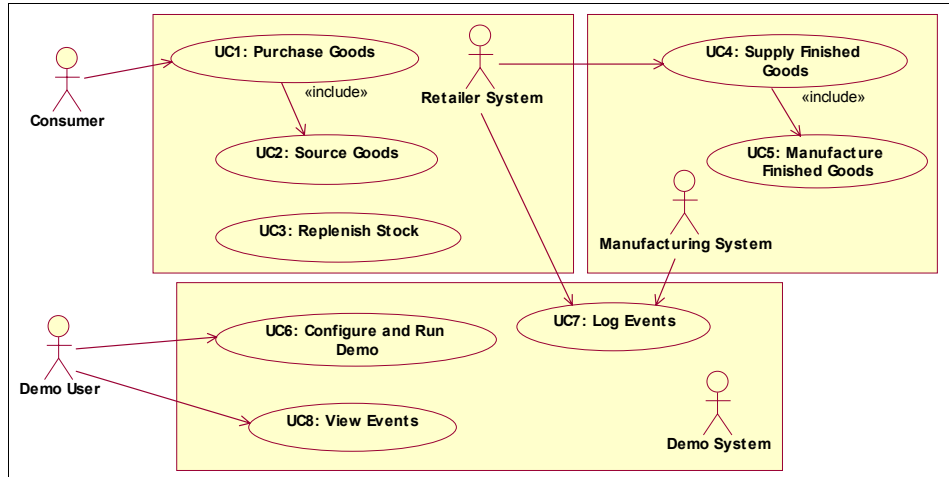 UC1: Purchase Goods
«include»
Consumer
UC2: Source Goods
UC3: Replenish Stock
Retailer System
UC4: Supply Finished
Goods
«include»
UC5: Manufacture
Finished Goods
Manufacturing System
UC6: Configure and Run
Demo
UC7: Log Events
Demo User
UC8: View Events
Demo System